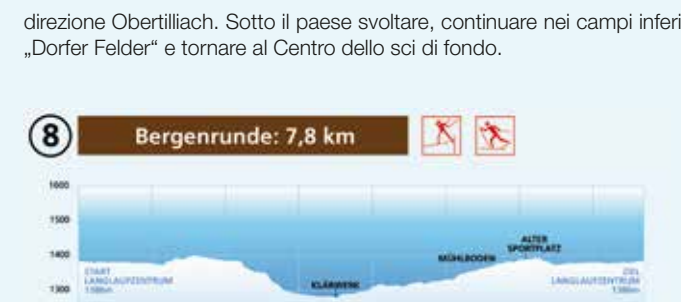 direzione Obertilliach. Sotto il paese svoltare, continuare nei campi inferi
„Dorfer Felder“ e tornare al Centro dello sci di fondo.
8
Bergenrunde: 7,8 km
1600
1500
1400
1300
START
LANGLAUFZENTRUM
KLÄRWERK
MÜHLBODEN
ALTER
SPORTPLATZ
ZIEL
LANGLAUFZENTRUM